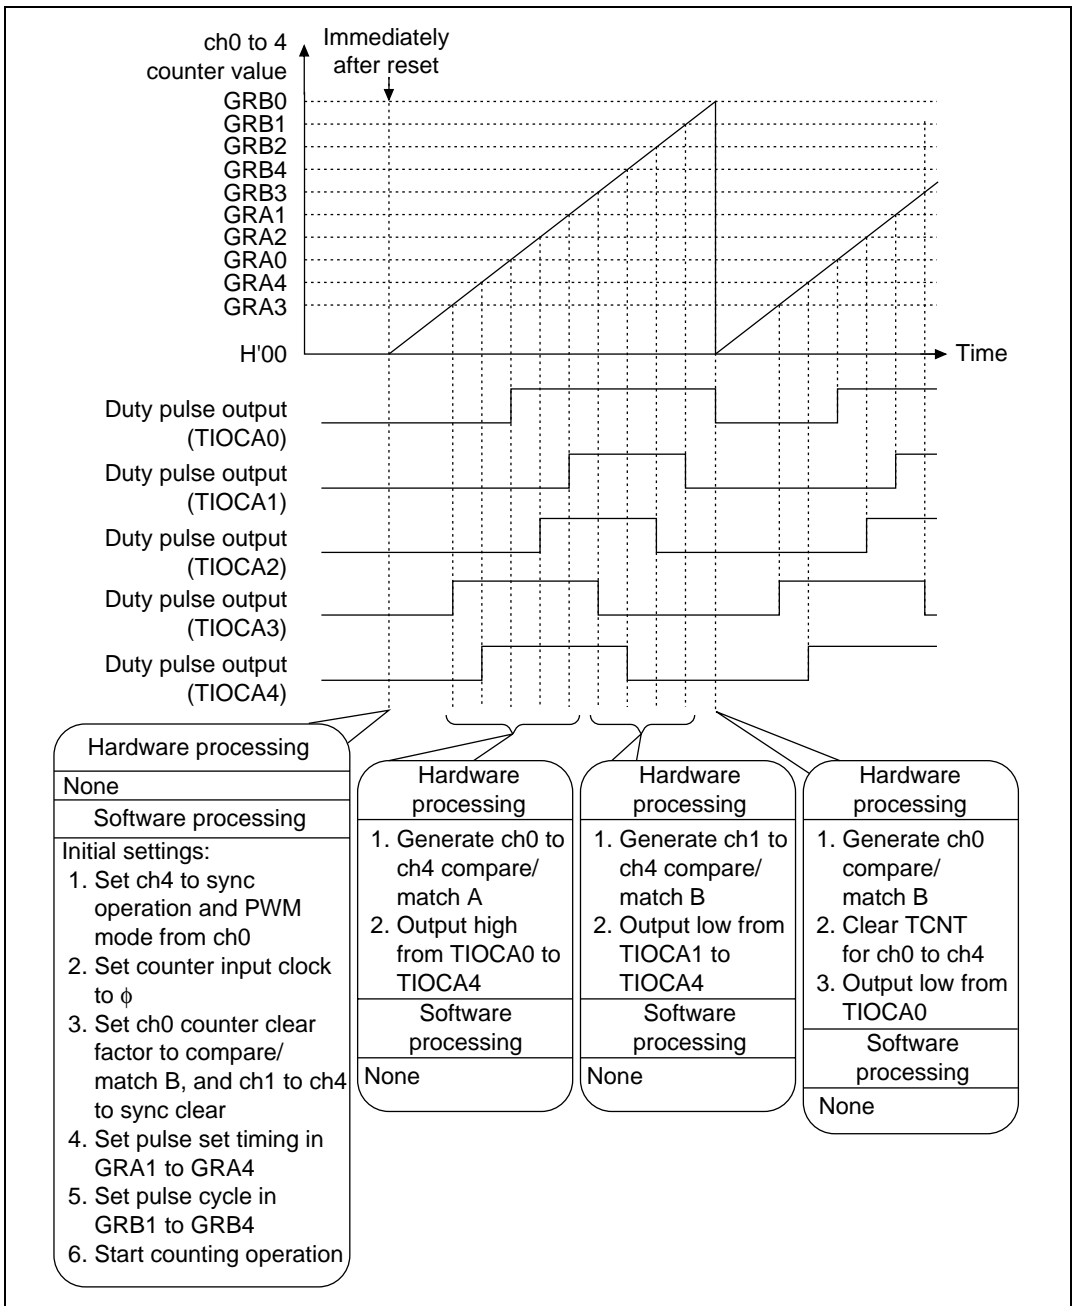 ch0 to 4
counter value
Immediately
after reset
GRB0
GRB1
GRB2
GRB4
GRB3
GRA1
GRA2
GRA0
GRA4
GRA3
H'00
Time
Duty pulse output
(TIOCA0)
Duty pulse output
(TIOCA1)
Duty pulse output
(TIOCA2)
Duty pulse output
(TIOCA3)
Duty pulse output
(TIOCA4)
Hardware processing
None
Software processing
Initial settings:
1. Set ch4 to sync
operation and PWM
mode from ch0
2. Set counter input clock
to ϕ
3. Set ch0 counter clear
factor to compare/
match B, and ch1 to ch4
to sync clear
4. Set pulse set timing in
GRA1 to GRA4
5. Set pulse cycle in
GRB1 to GRB4
6. Start counting operation
Hardware
processing
1. Generate ch0 to
ch4 compare/
match A
2. Output high
from TIOCA0 to
TIOCA4
Software
processing
None
Hardware
processing
1. Generate ch1 to
ch4 compare/
match B
2. Output low from
TIOCA1 to
TIOCA4
Software
processing
None
Hardware
processing
1. Generate ch0
compare/
match B
2. Clear TCNT
for ch0 to ch4
3. Output low from
TIOCA0
Software
processing
None